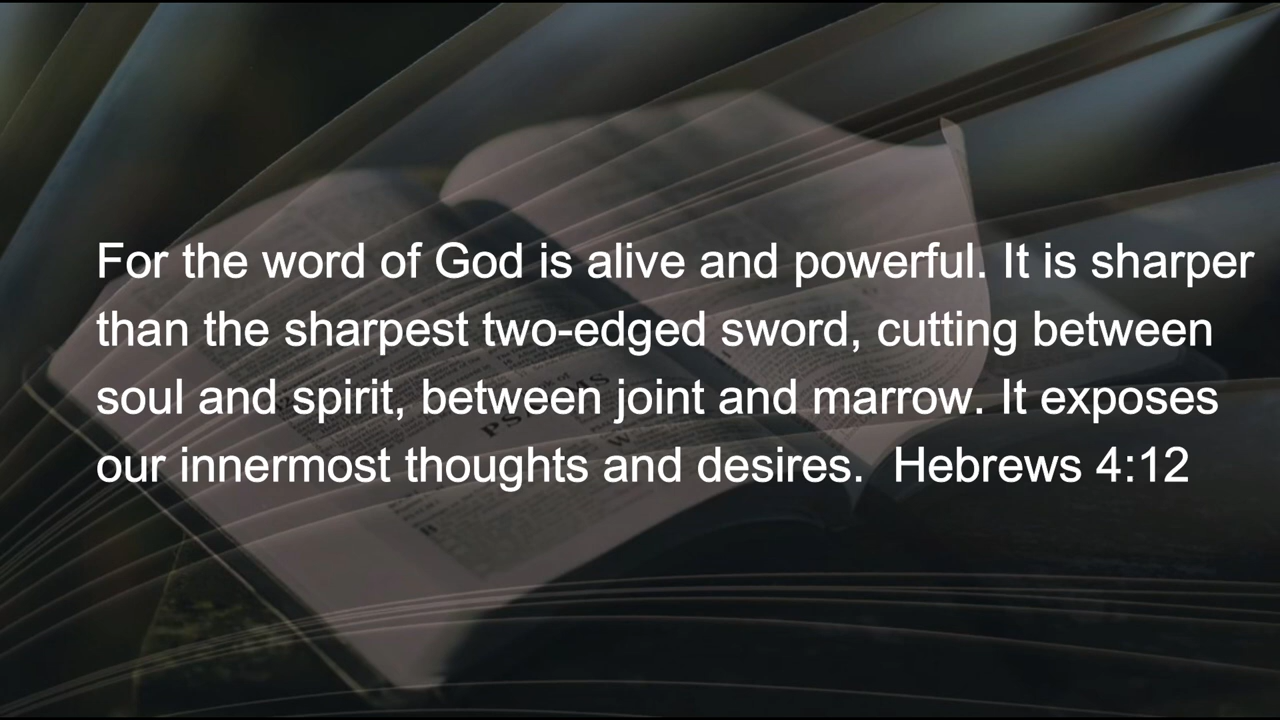 For the word of God is alive and powerful. It is sharper
than the sharpest two-edged sword, cutting between
soul and spirit, between joint and marrow. It exposes
our innermost thoughts and desires.  Hebrews 4:12
PSALMS